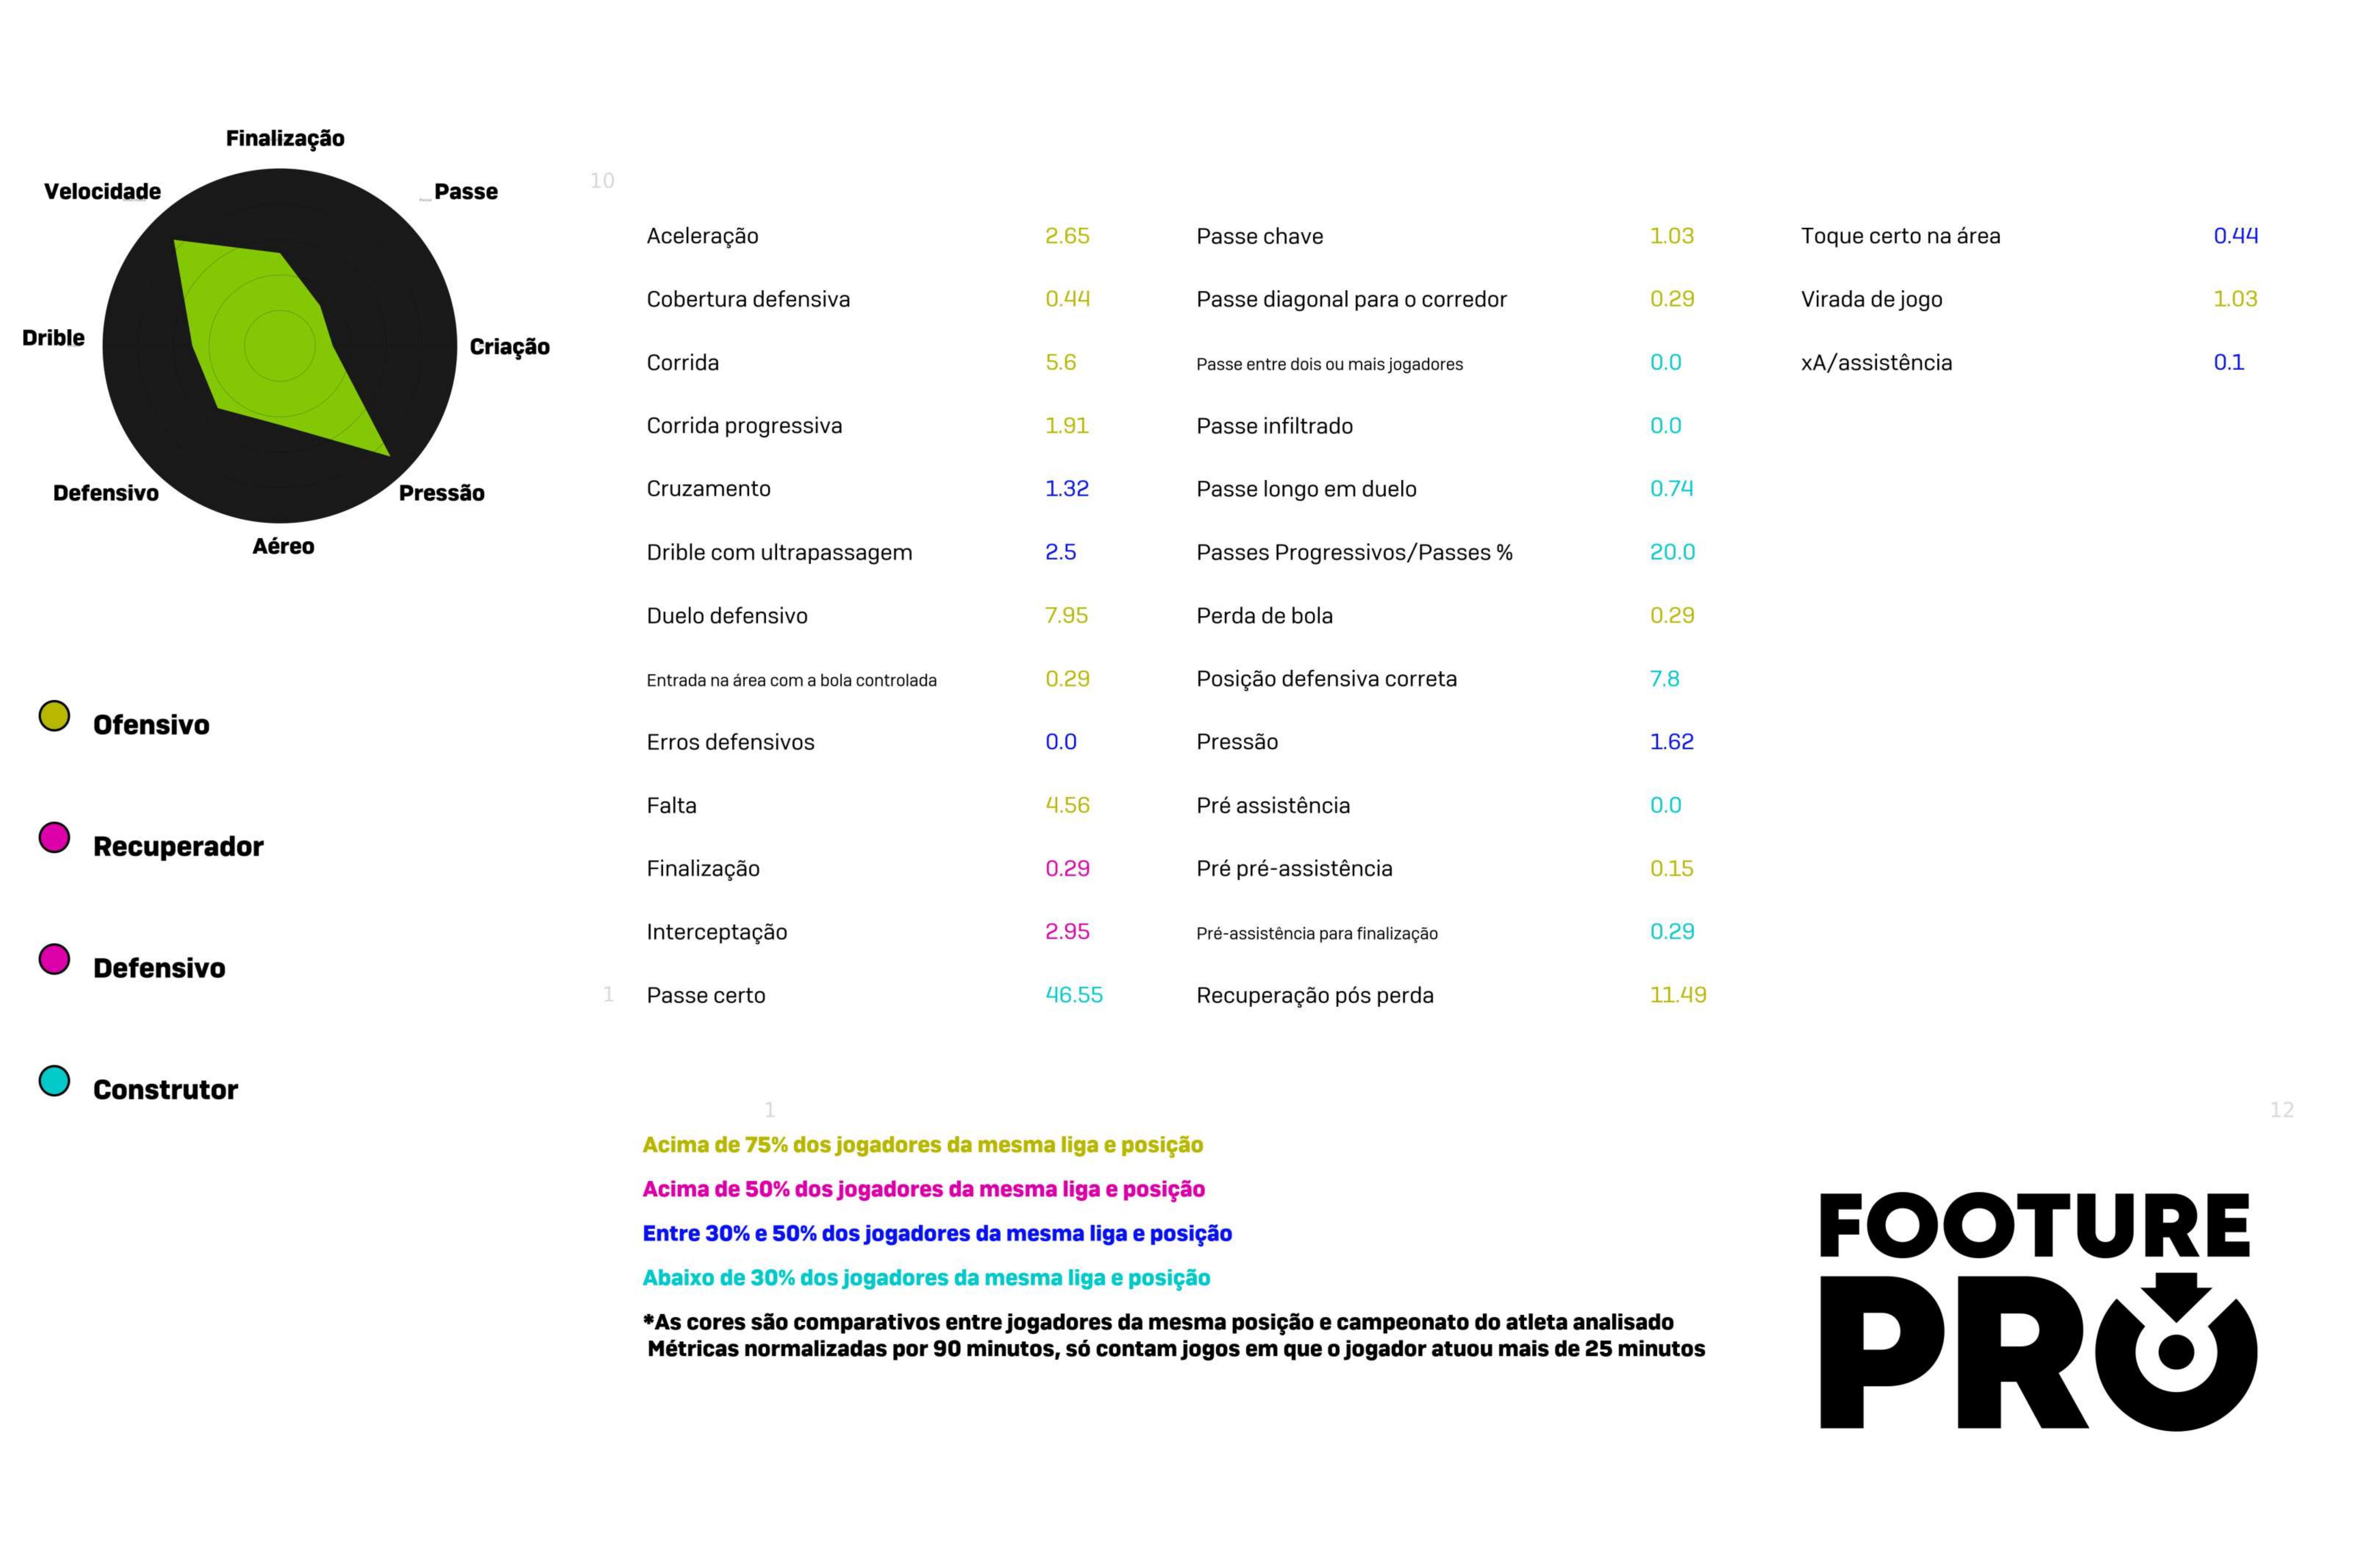 Finalização
Velocidade
Passe
Drible
Criação
Defensivo
Pressão
Aéreo
Ofensivo
Recuperador
Defensivo
Construtor
10
Aceleração 2.65 Passe chave 1.03 Toque certo na área 0.44
Cobertura defensiva 0.44 Passe diagonal para o corredor 0.29 Virada de jogo 1.03
Corrida 5.6 Passe entre dois ou mais jogadores 0.0 xA/assistência 0.1
Corrida progressiva 1.91 Passe infiltrado 0.0
Cruzamento 1.32 Passe longo em duelo 0.74
Drible com ultrapassagem 2.5 Passes Progressivos/Passes % 20.0
Duelo defensivo 7.95 Perda de bola 0.29
Entrada na área com a bola controlada 0.29 Posição defensiva correta 7.8
Erros defensivos 0.0 Pressão 1.62
Falta 4.56 Pré assistência 0.0
Finalização 0.29 Pré pré-assistência 0.15
Interceptação 2.95 Pré-assistência para finalização 0.29
1 Passe certo 46.55 Recuperação pós perda 11.49
1 12
Acima de 75% dos jogadores da mesma liga e posição
Acima de 50% dos jogadores da mesma liga e posição
Entre 30% e 50% dos jogadores da mesma liga e posição
Abaixo de 30% dos jogadores da mesma liga e posição
*As cores são comparativos entre jogadores da mesma posição e campeonato do atleta analisado
Métricas normalizadas por 90 minutos, só contam jogos em que o jogador atuou mais de 25 minutos
FOOTURE
PRO